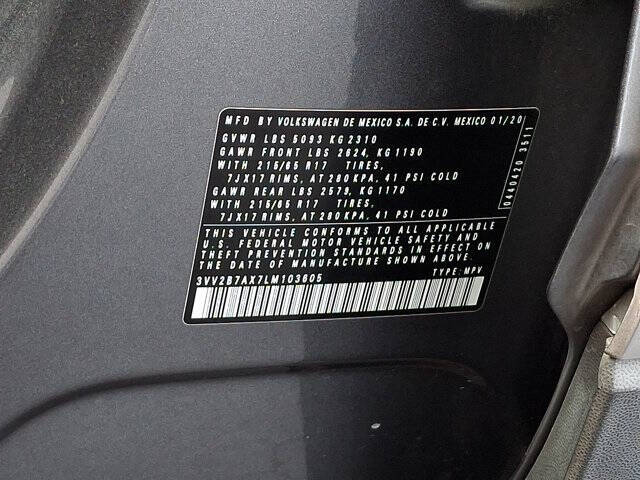 MFD BY VOLKSWAGEN DE MEXICO S.A. DE C.V. MEXICO 01/20
GVWR LBS 5093 KG 2310
GAWR FRONT LBS 2624, KG 1190
WITH 215/65 R17 TIRES,
7JX17 RIMS, AT 280 KPA, 41 PSI COLD
GAWR REAR LBS 2579, KG 1170
WITH 215/65 R17 TIRES,
7JX17 RIMS, AT 280 KPA, 41 PSI COLD
THIS VEHICLE CONFORMS TO ALL APPLICABLE
U.S. FEDERAL MOTOR VEHICLE SAFETY AND
THEFT PREVENTION STANDARDS IN EFFECT ON
THE DATE OF MANUFACTURE SHOWN ABOVE.
3VV2B7AX7LM103605 TYPE: MPV
0440420 3511